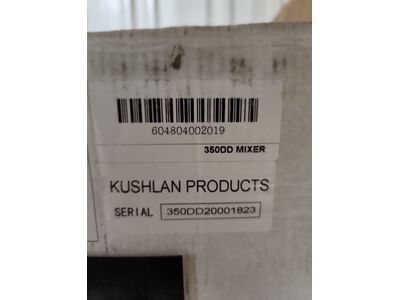 604804002019
350DD MIXER
KUSHLAN PRODUCTS
SERIAL 350DD20001823